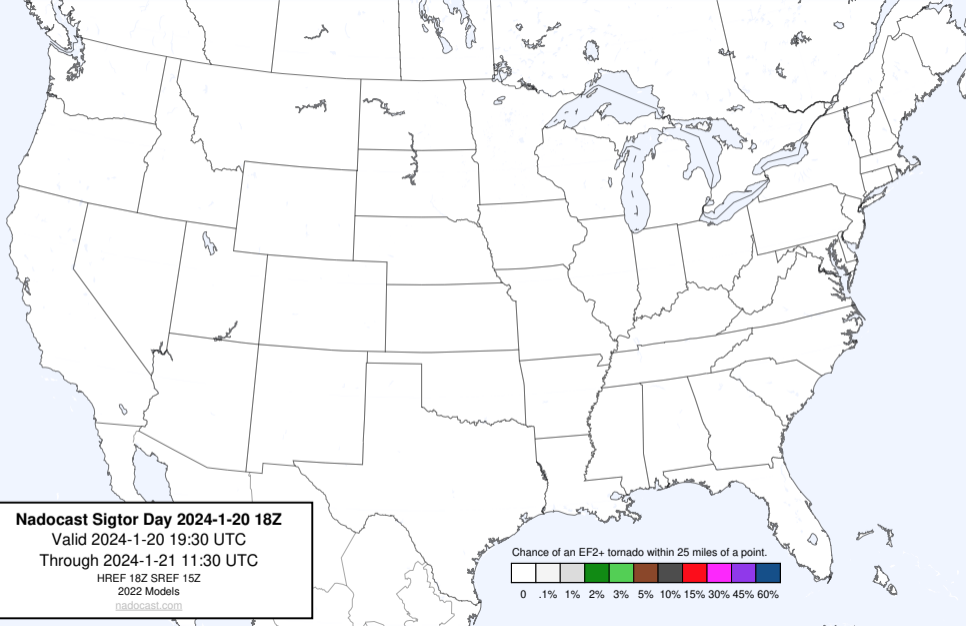 Nadocast Sigtor Day 2024-1-20 18Z
Valid 2024-1-20 19:30 UTC
Through 2024-1-21 11:30 UTC
HREF 18Z SREF 15Z
2022 Models
nadocast.com
Chance of an EF2+ tornado within 25 miles of a point.
0 .1% 1% 2% 3% 5% 10% 15% 30% 45% 60%